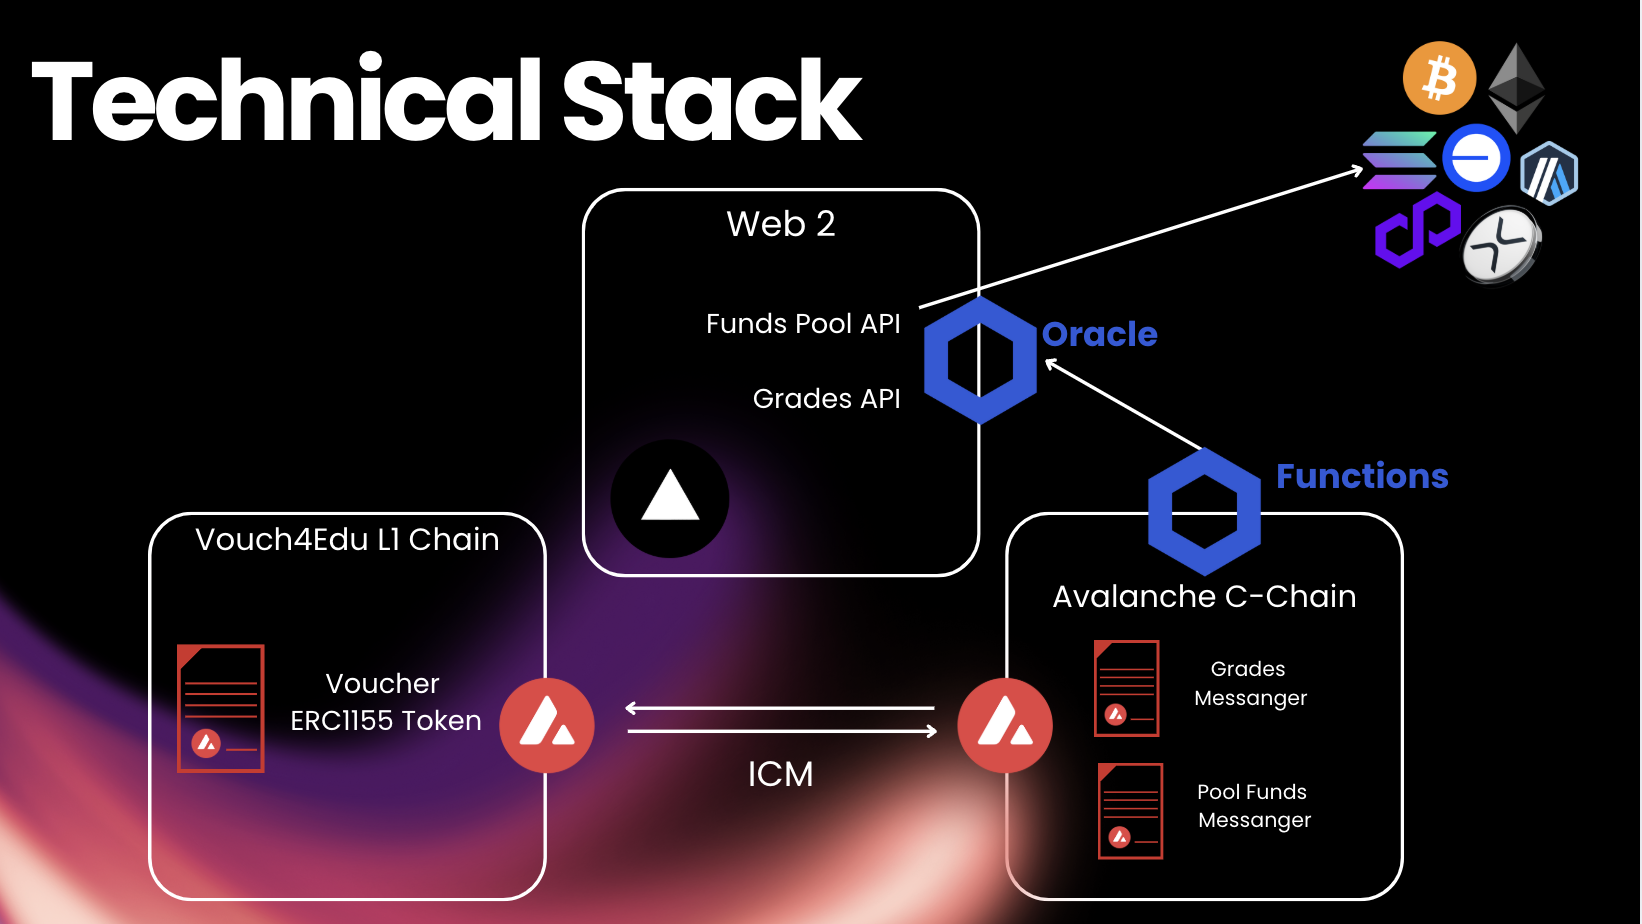 Technical Stack
Web 2
Funds Pool API
Oracle
Grades API
Functions
Vouch4Edu L1 Chain
Avalanche C-Chain
Voucher
ERC1155 Token
Grades
Messanger
ICM
Pool Funds
Messanger